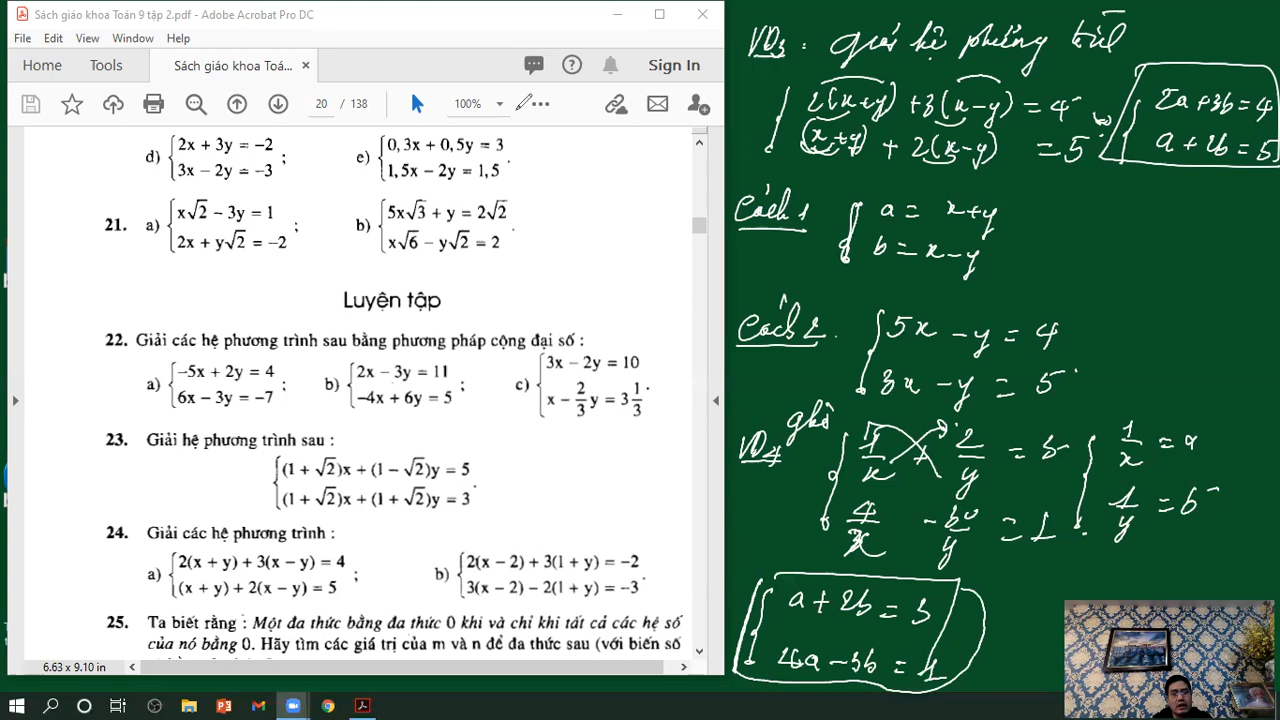 Sách giáo khoa Toán 9 tập 2.pdf - Adobe Acrobat Pro DC
File Edit View Window Help
Home Tools Sách giáo khoa Toá... × Sign In
20 / 138 100%
d) {2x + 3y = −2 ; e) {0,3x + 0,5y = 3
3x − 2y = −3 1,5x − 2y = 1,5 .
21. a) {x√2 − 3y = 1 ; b) {5x√3 + y = 2√2
2x + y√2 = −2 x√6 − y√2 = 2 .
Luyện tập
22. Giải các hệ phương trình sau bằng phương pháp cộng đại số :
a) {−5x + 2y = 4 ; b) {2x − 3y = 11 ; c) {3x − 2y = 10
6x − 3y = −7 −4x + 6y = 5 x − 2/3 y = 3 1/3 .
23. Giải hệ phương trình sau :
{(1 + √2)x + (1 − √2)y = 5
(1 + √2)x + (1 + √2)y = 3 .
24. Giải các hệ phương trình :
a) {2(x + y) + 3(x − y) = 4 ; b) {2(x − 2) + 3(1 + y) = −2
(x + y) + 2(x − y) = 5 3(x − 2) − 2(1 + y) = −3 .
25. Ta biết rằng : Một đa thức bằng đa thức 0 khi và chỉ khi tất cả các hệ số
của nó bằng 0. Hãy tìm các giá trị của m và n để đa thức sau (với biến số
6.63 x 9.10 in
VD3 : giải hệ phương trình
{2(x+y) + 3(x−y) = 4
(x+y) + 2(x−y) = 5
{2a + 3b = 4
a + 2b = 5
Cách 1 {a = x+y
b = x−y
Cách 2 {5x − y = 4
3x − y = 5
VD4
1/x + 2/y =
4/x − /y = 1
{1/x = a
1/y = b
{a + 2b = 3
4a − 3b = 1